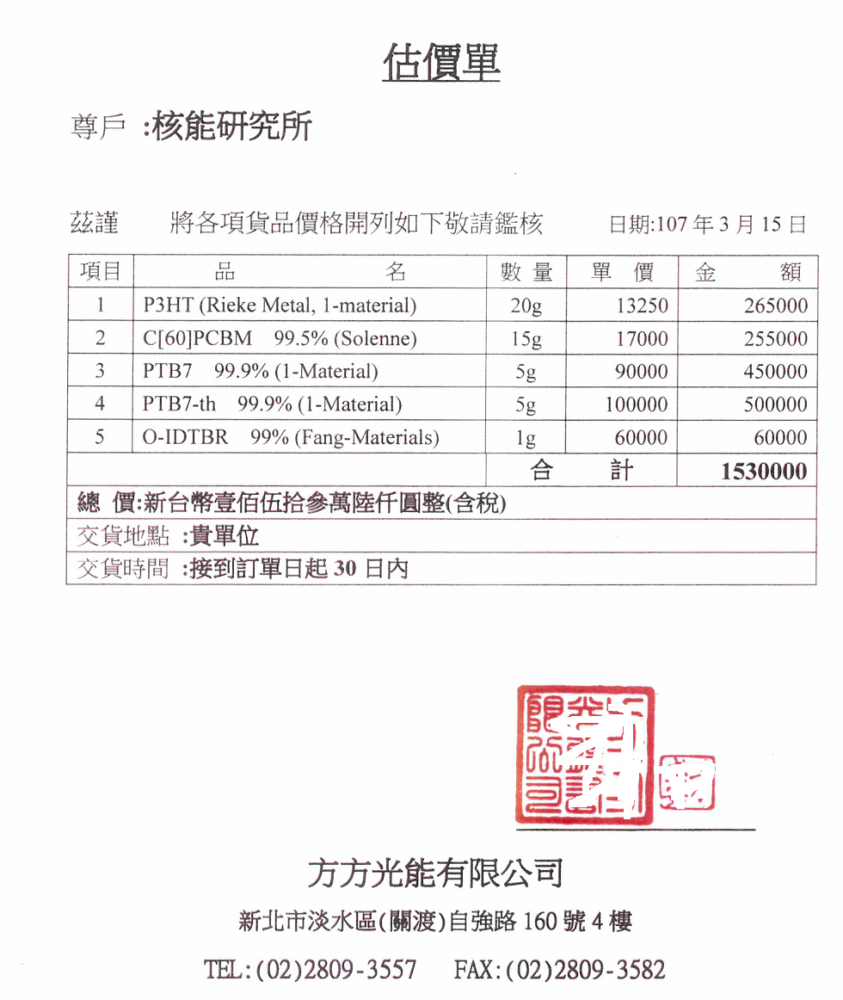 估價單
尊戶 :核能研究所
茲謹 將各項貨品價格開列如下敬請鑑核 日期:107年3月15日
項目 品 名 數 量 單 價 金 額
1 P3HT (Rieke Metal, 1-material) 20g 13250 265000
2 C[60]PCBM 99.5% (Solenne) 15g 17000 255000
3 PTB7 99.9% (1-Material) 5g 90000 450000
4 PTB7-th 99.9% (1-Material) 5g 100000 500000
5 O-IDTBR 99% (Fang-Materials) 1g 60000 60000
合 計 1530000
總 價:新台幣壹佰伍拾參萬陸仟圓整(含稅)
交貨地點 :貴單位
交貨時間 :接到訂單日起 30 日內
限公司
方方光能有限公司
新北市淡水區(關渡)自強路 160 號 4 樓
TEL:(02)2809-3557 FAX:(02)2809-3582